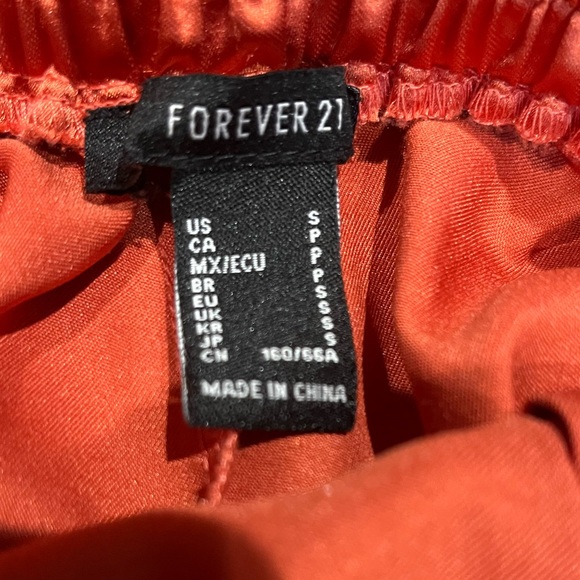 FOREVER 21
US S
CA P
MX/ECU P
BR P
EU S
UK S
KR S
JP S
CN 160/66A
MADE IN CHINA